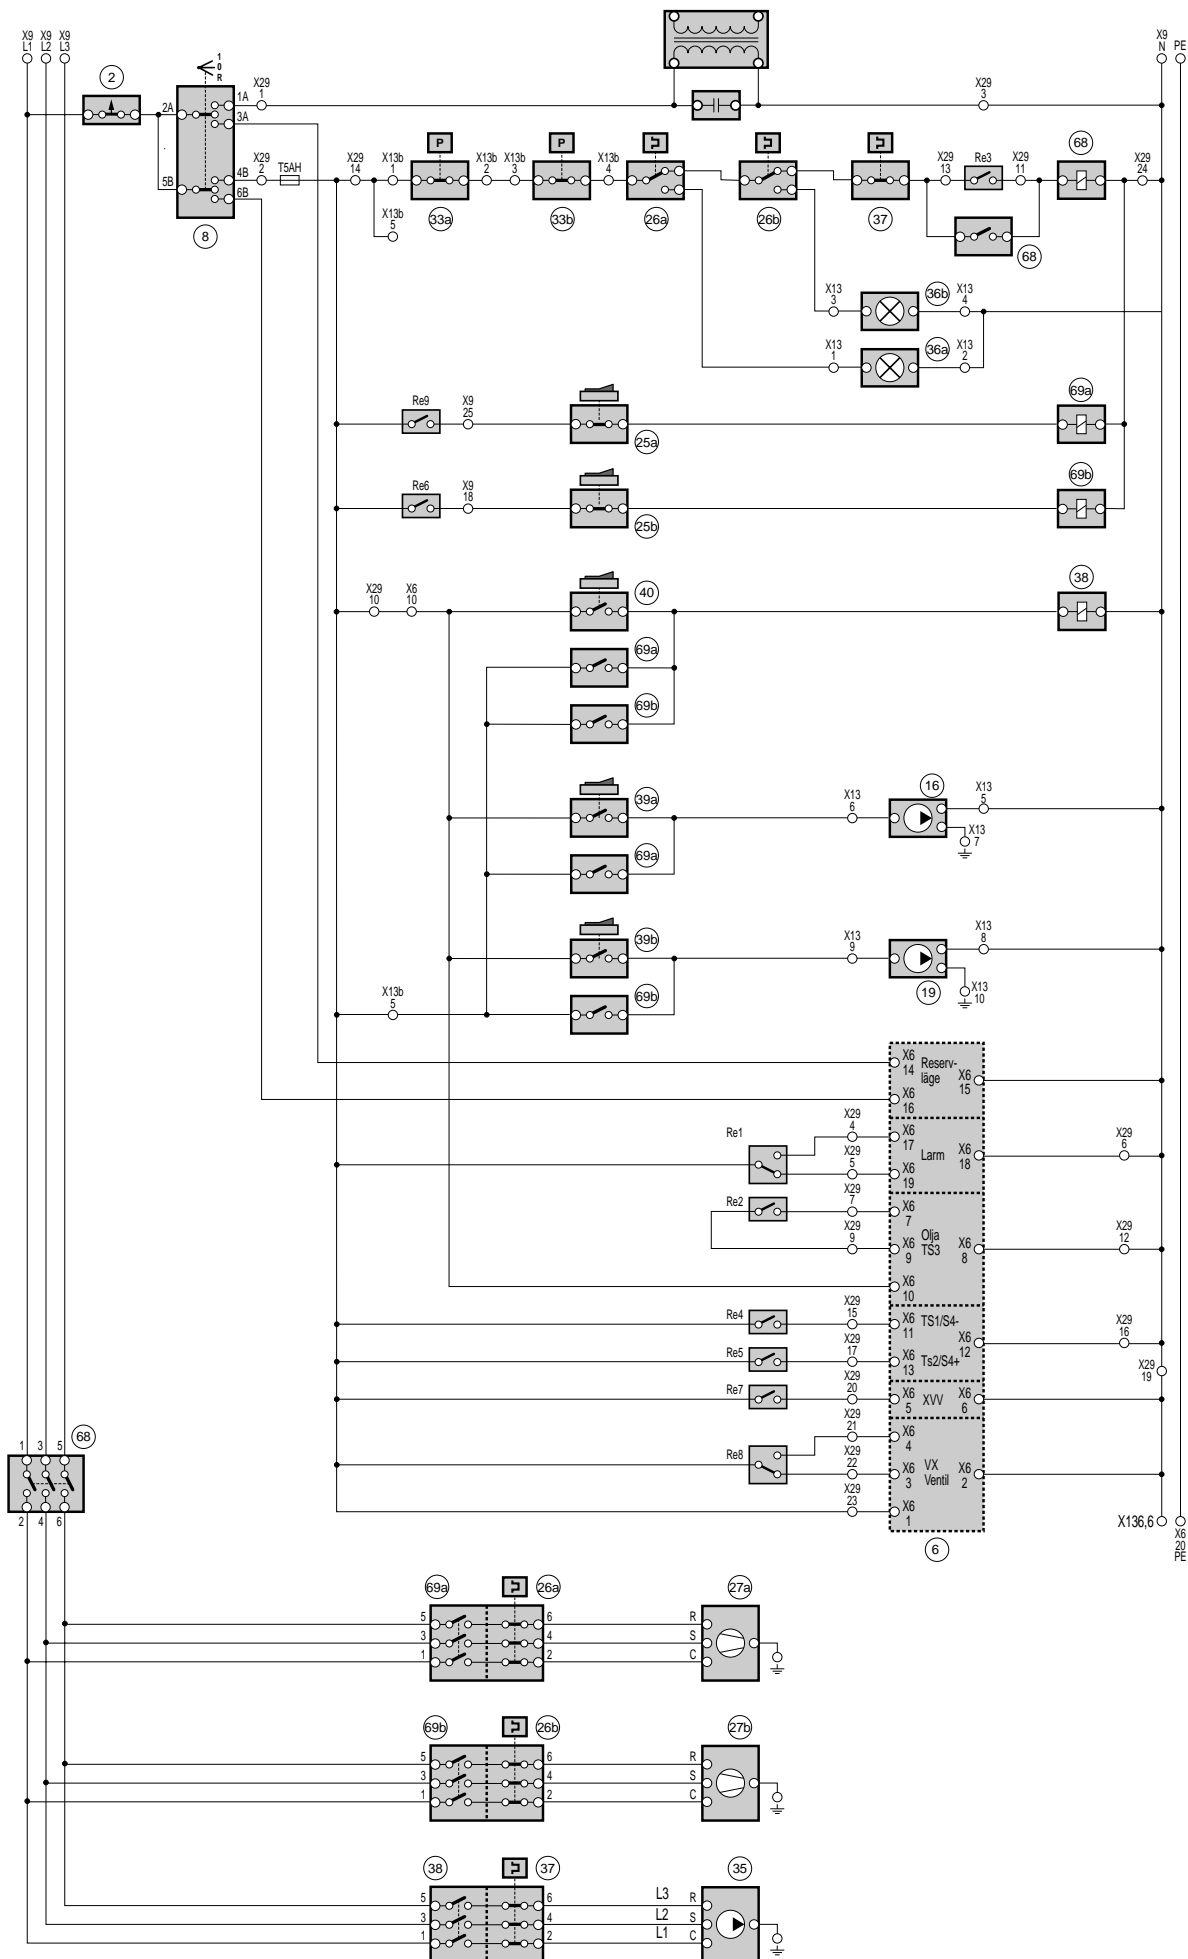 X9 X9 X9
L1 L2 L3
X9
N PE
2
1
0
R
2A
5B
1A
3A
4B
6B
8
X29
1
X29
3
X29
2
T5AH
X29
14
X13b
1
X13b
5
P
33a
X13b
2
X13b
3
P
33b
X13b
4
26a
26b
37
X29
13
Re3
X29
11
68
X29
24
68
X13
3
36b
X13
4
X13
1
36a
X13
2
Re9
X9
25
25a
69a
Re6
X9
18
25b
69b
X29
10
X6
10
40
38
69a
69b
39a
X13
6
16
X13
5
X13
7
69a
39b
X13
9
19
X13
8
X13
10
X13b
5
69b
X6
14
Reserv-
läge
X6
15
X6
16
Re1
X29
4
X6
17
Larm
X6
18
X29
6
X29
5
X6
19
Re2
X29
7
X6
7
Olja
TS3
X6
8
X29
12
X29
9
X6
9
X6
10
Re4
X29
15
X6
11
TS1/S4-
X6
12
X29
16
Re5
X29
17
X6
13
Ts2/S4+
X29
19
Re7
X29
20
X6
5
XVV
X6
6
Re8
X29
21
X6
4
X29
22
X6
3
VX
Ventil
X6
2
X29
23
X6
1
6
X136,6
X6
20
PE
1 3 5
68
2 4 6
69a
26a
27a
5 6 R
3 4 S
1 2 C
69b
26b
27b
5 6 R
3 4 S
1 2 C
38
37
35
5 6 L3 R
3 4 L2 S
1 2 L1 C